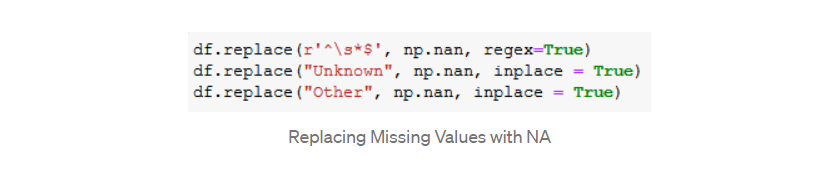 df.replace(r'^\s*$', np.nan, regex=True)
df.replace("Unknown", np.nan, inplace = True)
df.replace("Other", np.nan, inplace = True)
Replacing Missing Values with NA